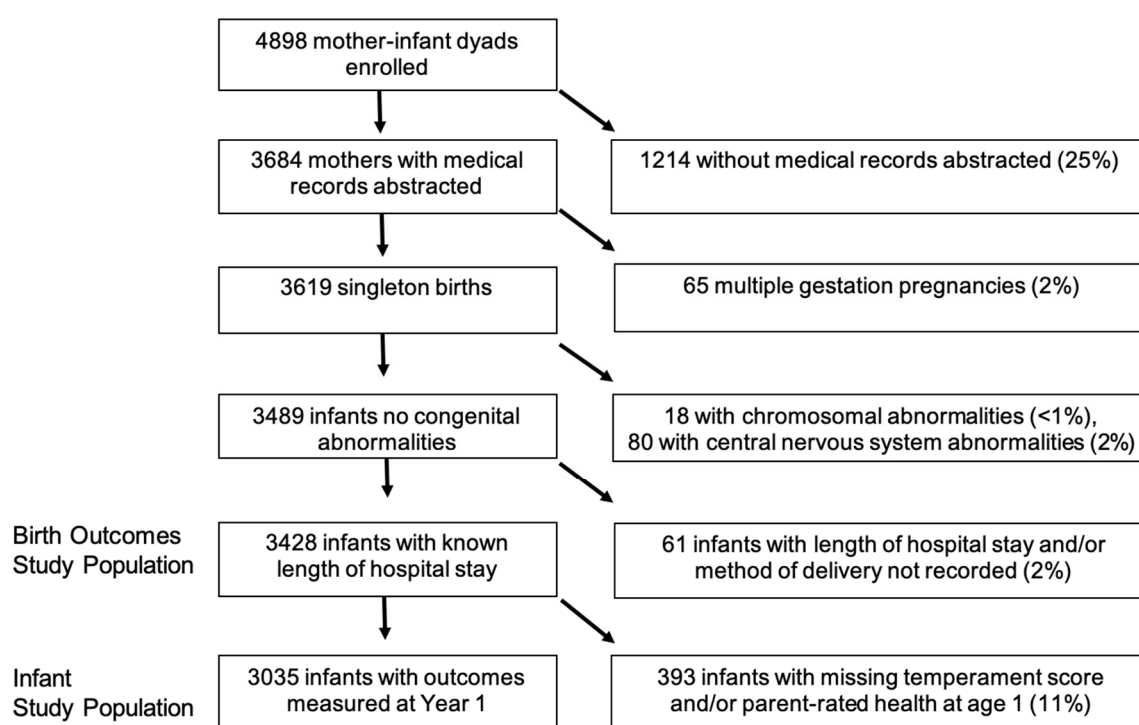 4898 mother-infant dyads
enrolled
3684 mothers with medical
records abstracted
1214 without medical records abstracted (25%)
3619 singleton births
65 multiple gestation pregnancies (2%)
3489 infants no congenital
abnormalities
18 with chromosomal abnormalities (<1%),
80 with central nervous system abnormalities (2%)
Birth Outcomes
Study Population
3428 infants with known
length of hospital stay
61 infants with length of hospital stay and/or
method of delivery not recorded (2%)
Infant
Study Population
3035 infants with outcomes
measured at Year 1
393 infants with missing temperament score
and/or parent-rated health at age 1 (11%)